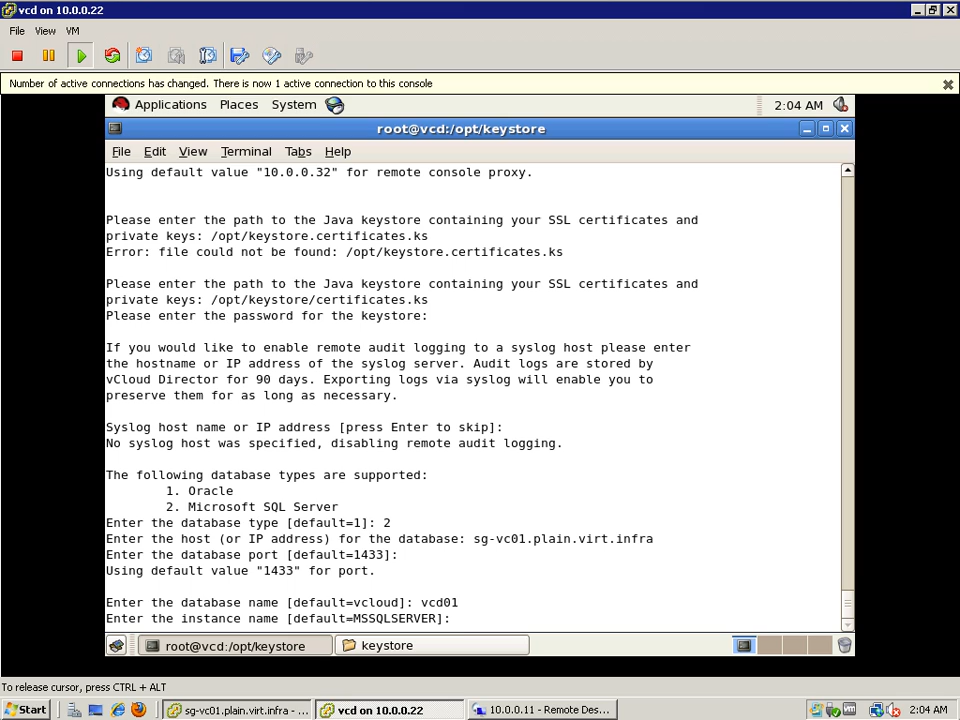 vcd on 10.0.0.22
File View VM
Number of active connections has changed. There is now 1 active connection to this console
Applications Places System 2:04 AM
root@vcd:/opt/keystore
File Edit View Terminal Tabs Help
Using default value "10.0.0.32" for remote console proxy.
Please enter the path to the Java keystore containing your SSL certificates and
private keys: /opt/keystore.certificates.ks
Error: file could not be found: /opt/keystore.certificates.ks
Please enter the path to the Java keystore containing your SSL certificates and
private keys: /opt/keystore/certificates.ks
Please enter the password for the keystore:
If you would like to enable remote audit logging to a syslog host please enter
the hostname or IP address of the syslog server. Audit logs are stored by
vCloud Director for 90 days. Exporting logs via syslog will enable you to
preserve them for as long as necessary.
Syslog host name or IP address [press Enter to skip]:
No syslog host was specified, disabling remote audit logging.
The following database types are supported:
1. Oracle
2. Microsoft SQL Server
Enter the database type [default=1]: 2
Enter the host (or IP address) for the database: sg-vc01.plain.virt.infra
Enter the database port [default=1433]:
Using default value "1433" for port.
Enter the database name [default=vcloud]: vcd01
Enter the instance name [default=MSSQLSERVER]:
root@vcd:/opt/keystore keystore
To release cursor, press CTRL + ALT
Start sg-vc01.plain.virt.infra - ... vcd on 10.0.0.22 10.0.0.11 - Remote Des... 2:04 AM